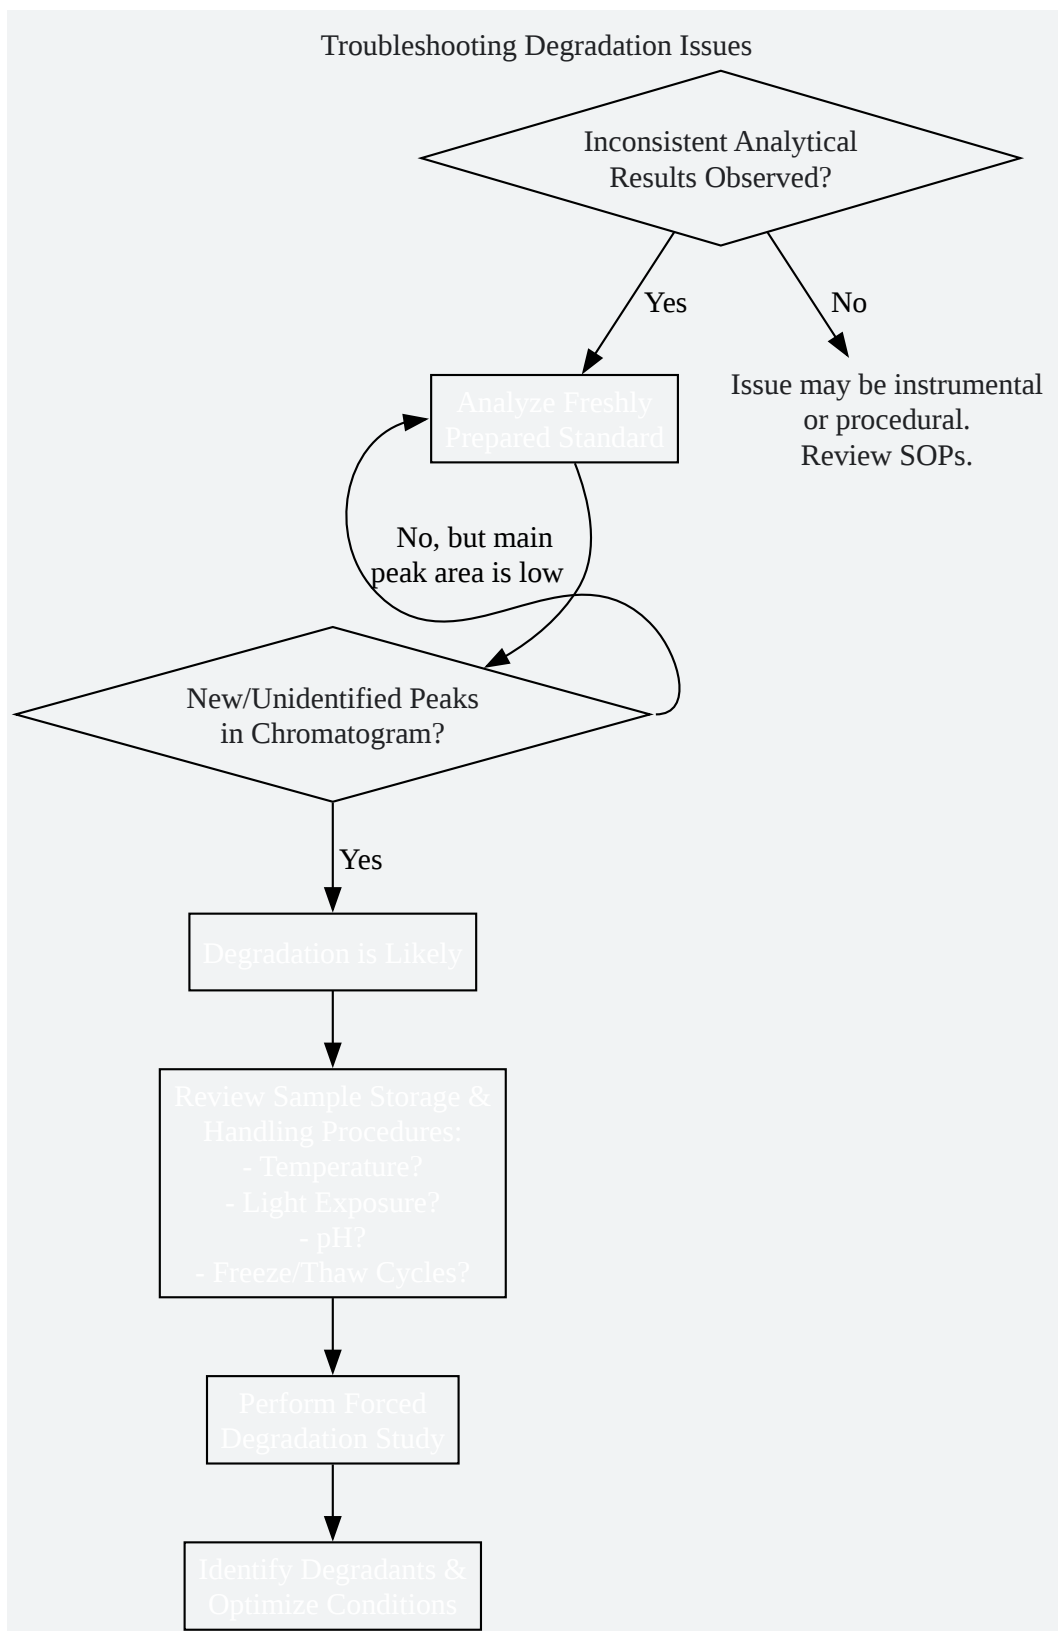 Troubleshooting Degradation Issues
Inconsistent Analytical
Results Observed?
Yes
No
Analyze Freshly
Prepared Standard
Issue may be instrumental
or procedural.
Review SOPs.
No, but main
peak area is low
New/Unidentified Peaks
in Chromatogram?
Yes
Degradation is Likely
Review Sample Storage &
Handling Procedures:
- Temperature?
- Light Exposure?
- pH?
- Freeze/Thaw Cycles?
Perform Forced
Degradation Study
Identify Degradants &
Optimize Conditions